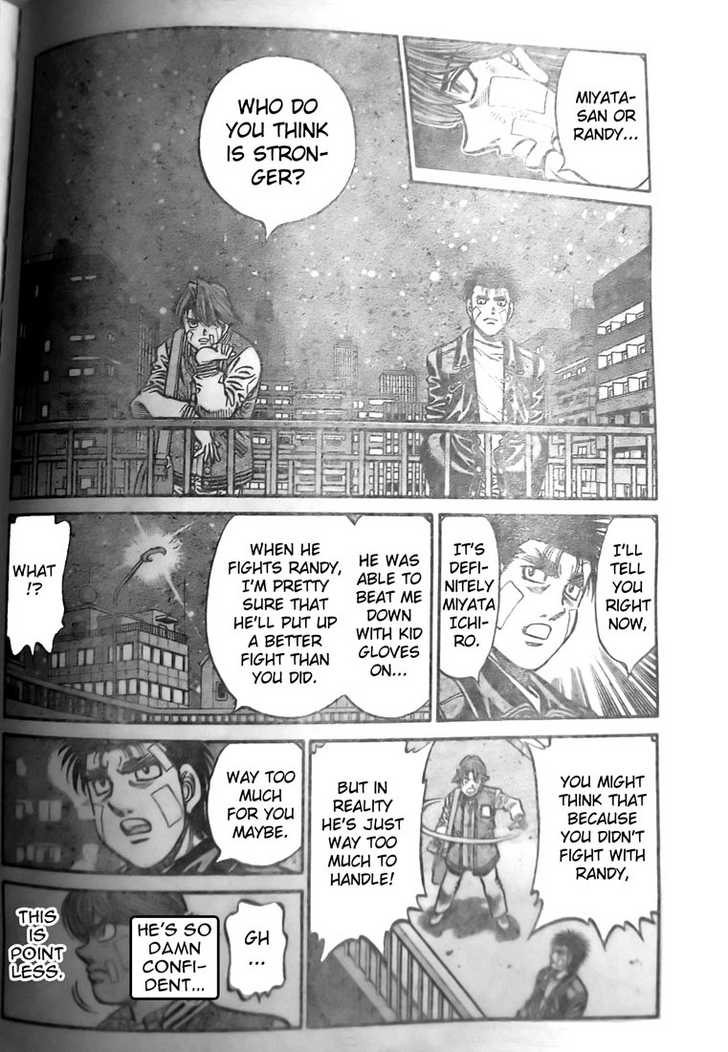 MIYATA-
SAN OR
RANDY...
WHO DO
YOU THINK
IS STRON-
GER?
I'LL
TELL
YOU
RIGHT
NOW,
IT'S
DEFI-
NITELY
MIYATA
ICHI-
RO.
HE WAS
ABLE TO
BEAT ME
DOWN
WITH KID
GLOVES
ON...
WHEN HE
FIGHTS RANDY,
I'M PRETTY
SURE THAT
HE'LL PUT UP
A BETTER
FIGHT THAN
YOU DID.
WHAT
!?
YOU MIGHT
THINK THAT
BECAUSE
YOU DIDN'T
FIGHT WITH
RANDY,
BUT IN
REALITY
HE'S JUST
WAY TOO
MUCH TO
HANDLE!
WAY TOO
MUCH
FOR YOU
MAYBE.
GH
...
HE'S SO
DAMN
CONFI-
DENT...
THIS
IS
POINT
LESS.